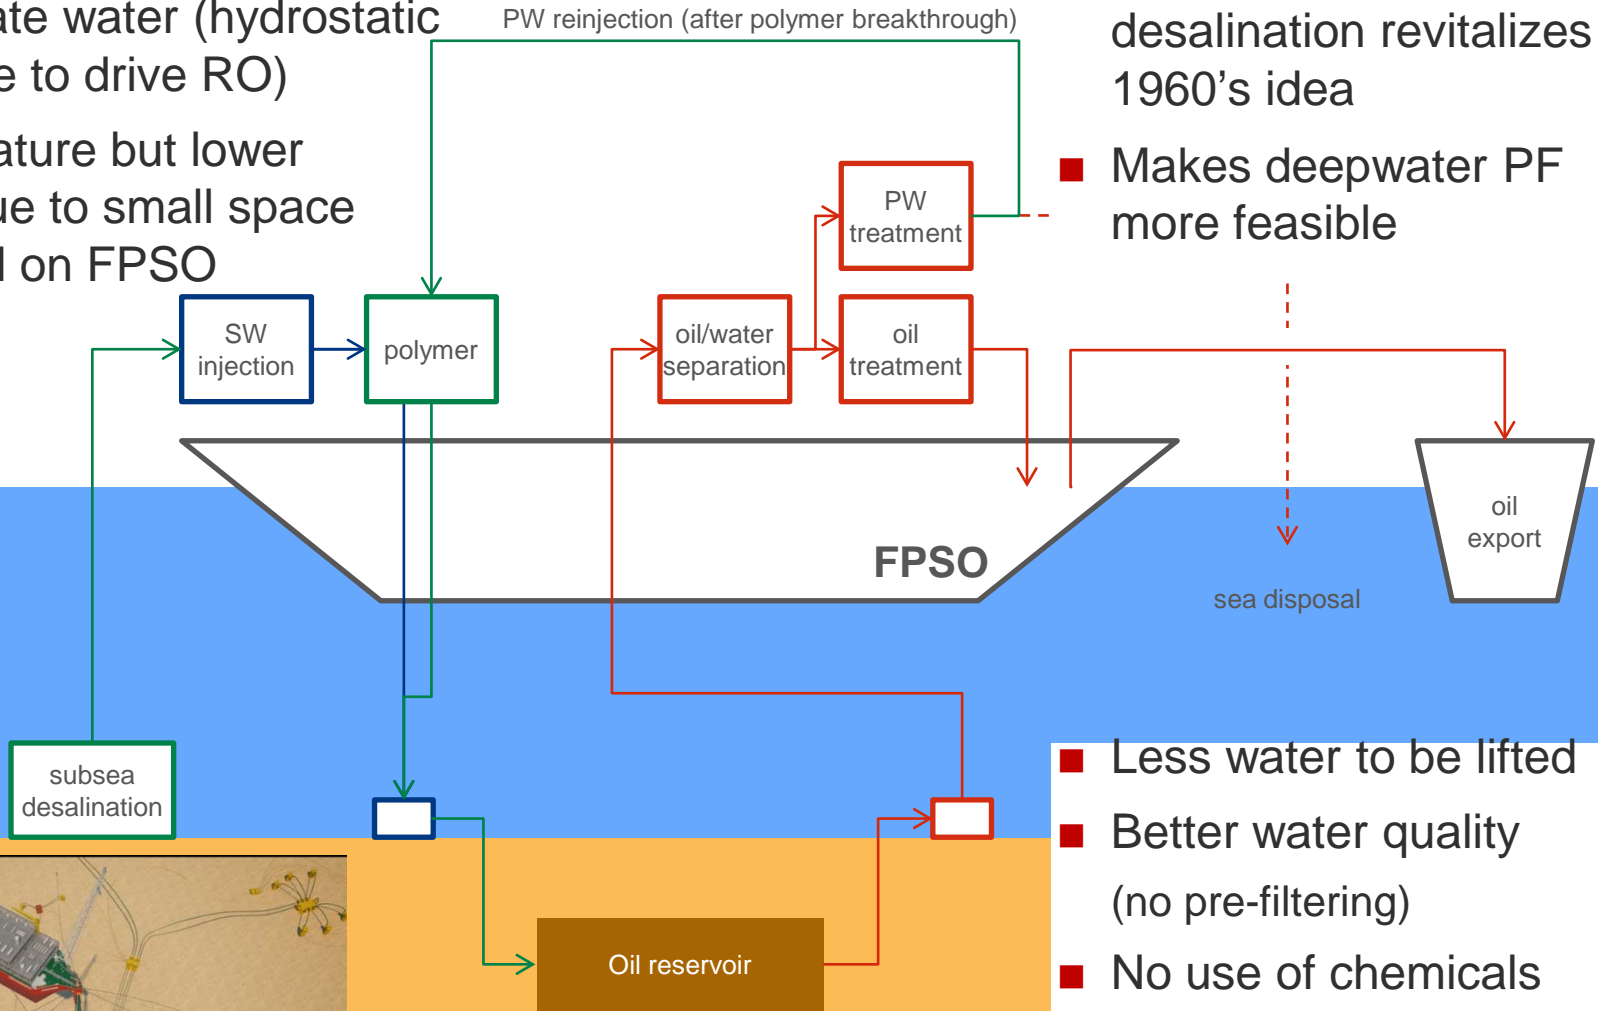 ate water (hydrostatic
e to drive RO)
ature but lower
ue to small space
on FPSO
PW reinjection (after polymer breakthrough)
desalination revitalizes
1960's idea
Makes deepwater PF
more feasible
PW
treatment
SW
injection
polymer
oil/water
separation
oil
treatment
FPSO
oil
export
sea disposal
subsea
desalination
Less water to be lifted
Better water quality
(no pre-filtering)
No use of chemicals
Oil reservoir